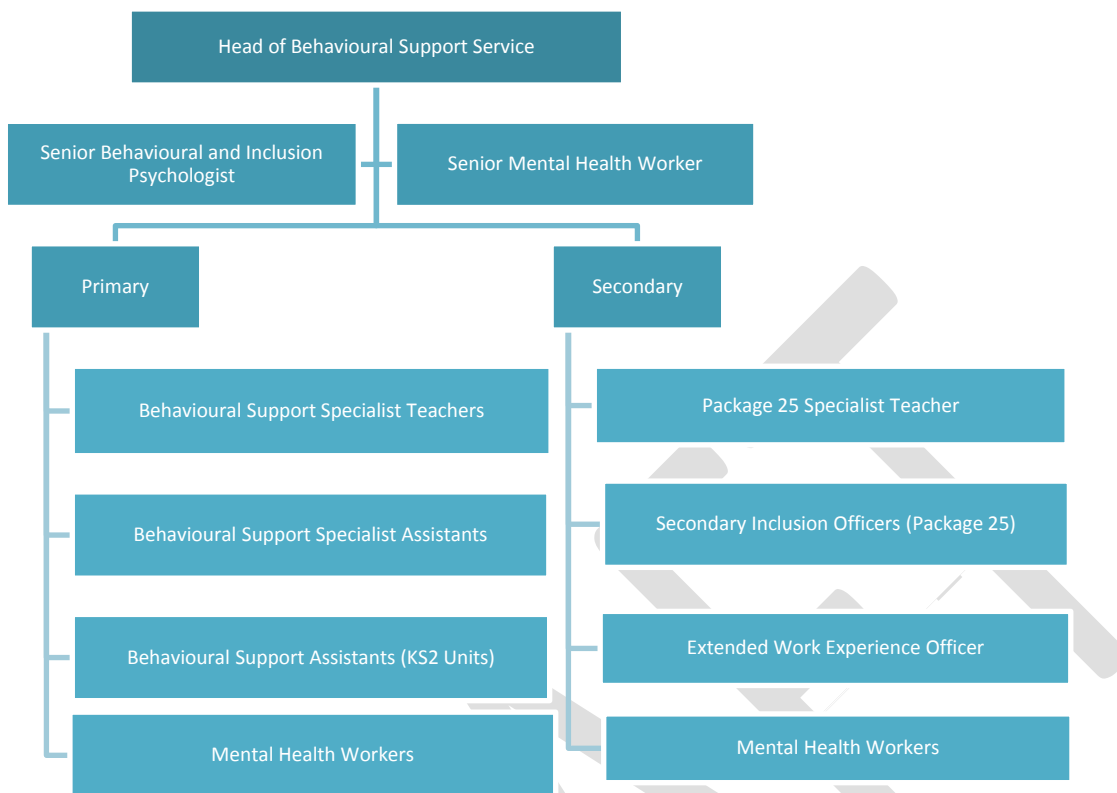 Head of Behavioural Support Service
Senior Behavioural and Inclusion
Psychologist
Senior Mental Health Worker
Primary
Secondary
Behavioural Support Specialist Teachers
Package 25 Specialist Teacher
Behavioural Support Specialist Assistants
Secondary Inclusion Officers (Package 25)
Behavioural Support Assistants (KS2 Units)
Extended Work Experience Officer
Mental Health Workers
Mental Health Workers